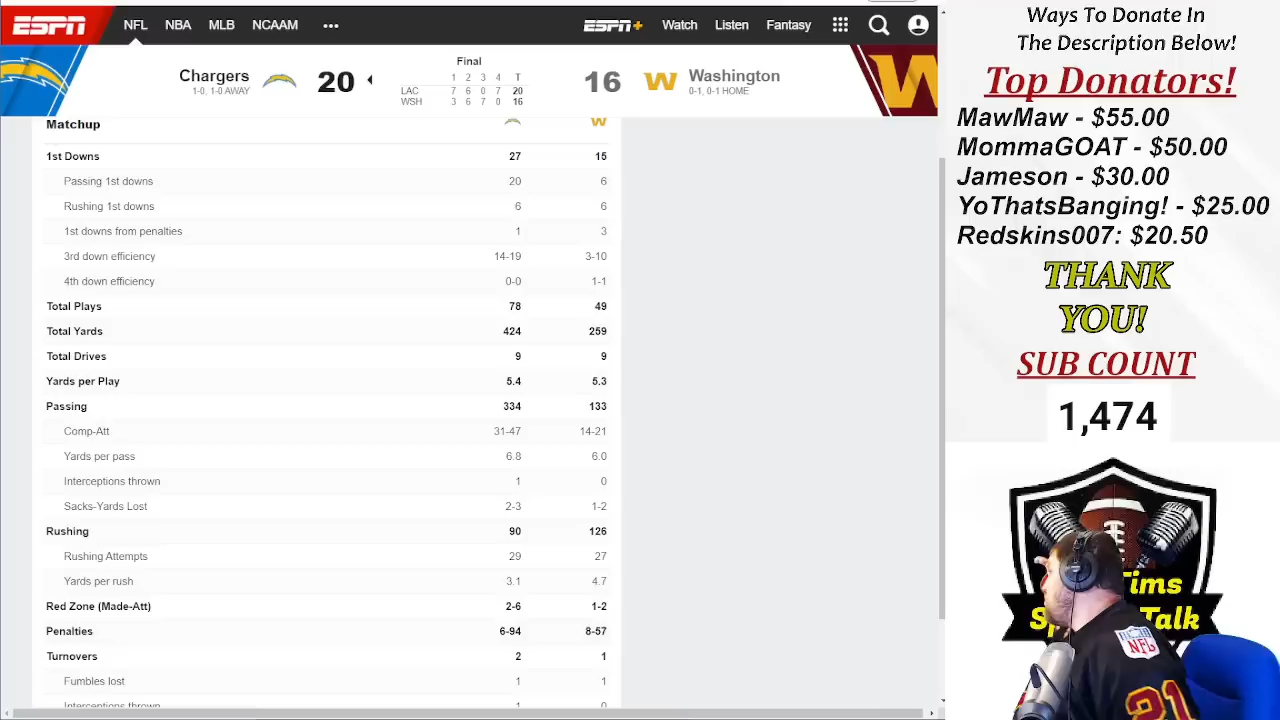 ESPN NFL NBA MLB NCAAM ••• ESPN+ Watch Listen Fantasy
Chargers
1-0, 1-0 AWAY
20
Final
1 2 3 4 T
LAC 7 6 0 7 20
WSH 3 6 7 0 16
16
W
Washington
0-1, 0-1 HOME
W
Matchup W
1st Downs 27 15
Passing 1st downs 20 6
Rushing 1st downs 6 6
1st downs from penalties 1 3
3rd down efficiency 14-19 3-10
4th down efficiency 0-0 1-1
Total Plays 78 49
Total Yards 424 259
Total Drives 9 9
Yards per Play 5.4 5.3
Passing 334 133
Comp-Att 31-47 14-21
Yards per pass 6.8 6.0
Interceptions thrown 1 0
Sacks-Yards Lost 2-3 1-2
Rushing 90 126
Rushing Attempts 29 27
Yards per rush 3.1 4.7
Red Zone (Made-Att) 2-6 1-2
Penalties 6-94 8-57
Turnovers 2 1
Fumbles lost 1 1
Interceptions thrown 1 0
Ways To Donate In
The Description Below!
Top Donators!
MawMaw - $55.00
MommaGOAT - $50.00
Jameson - $30.00
YoThatsBanging! - $25.00
Redskins007: $20.50
THANK
YOU!
SUB COUNT
1,474
Tims
Talk
NFL
21